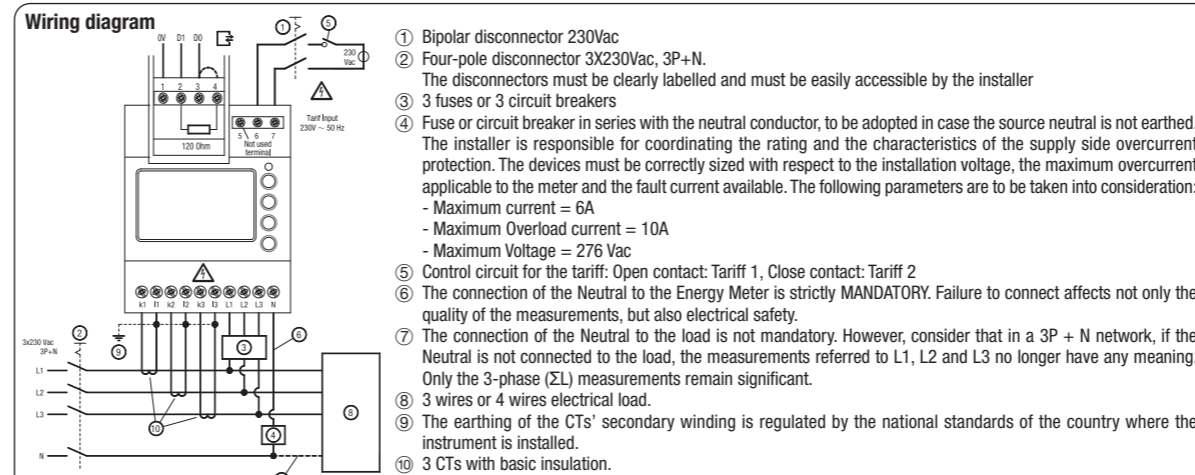 Wiring diagram
0V D1 D0
1 2 3 4
120 Ohm
5 6 7
Not used
terminal
1
5
230
Vac
Tarif Input
230V ~ 50 Hz
k1 l1 k2 l2 k3 l3 L1 L2 L3 N
2
9
3
6
3x230 Vac
3P+N
L1
L2
L3
N
10
4
8
① Bipolar disconnector 230Vac
② Four-pole disconnector 3X230Vac, 3P+N.
The disconnectors must be clearly labelled and must be easily accessible by the installer
③ 3 fuses or 3 circuit breakers
④ Fuse or circuit breaker in series with the neutral conductor, to be adopted in case the source neutral is not earthed.
The installer is responsible for coordinating the rating and the characteristics of the supply side overcurrent
protection. The devices must be correctly sized with respect to the installation voltage, the maximum overcurrent
applicable to the meter and the fault current available. The following parameters are to be taken into consideration:
- Maximum current = 6A
- Maximum Overload current = 10A
- Maximum Voltage = 276 Vac
⑤ Control circuit for the tariff: Open contact: Tariff 1, Close contact: Tariff 2
⑥ The connection of the Neutral to the Energy Meter is strictly MANDATORY. Failure to connect affects not only the
quality of the measurements, but also electrical safety.
⑦ The connection of the Neutral to the load is not mandatory. However, consider that in a 3P + N network, if the
Neutral is not connected to the load, the measurements referred to L1, L2 and L3 no longer have any meaning.
Only the 3-phase (ΣL) measurements remain significant.
⑧ 3 wires or 4 wires electrical load.
⑨ The earthing of the CTs’ secondary winding is regulated by the national standards of the country where the
instrument is installed.
⑩ 3 CTs with basic insulation.